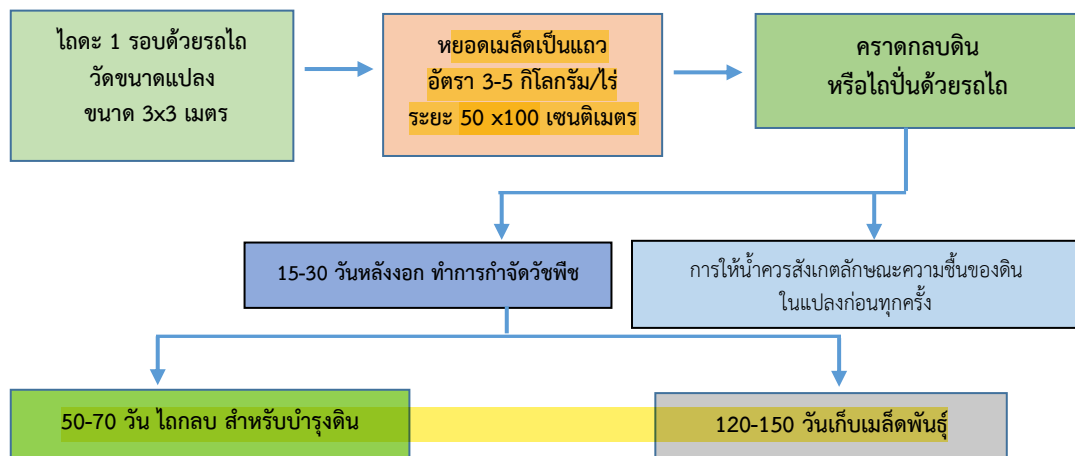 ไถดะ 1 รอบด้วยรถไถ
วัดขนาดแปลง
ขนาด 3x3 เมตร
หยอดเมล็ดเป็นแถว
อัตรา 3-5 กิโลกรัม/ไร่
ระยะ 50 x100 เซนติเมตร
คราดกลบดิน
หรือไถปั่นด้วยรถไถ
15-30 วันหลังงอก ทำการกำจัดวัชพืช
การให้น้ำควรสังเกตลักษณะความชื้นของดิน
ในแปลงก่อนทุกครั้ง
50-70 วัน ไถกลบ สำหรับบำรุงดิน
120-150 วันเก็บเมล็ดพันธุ์